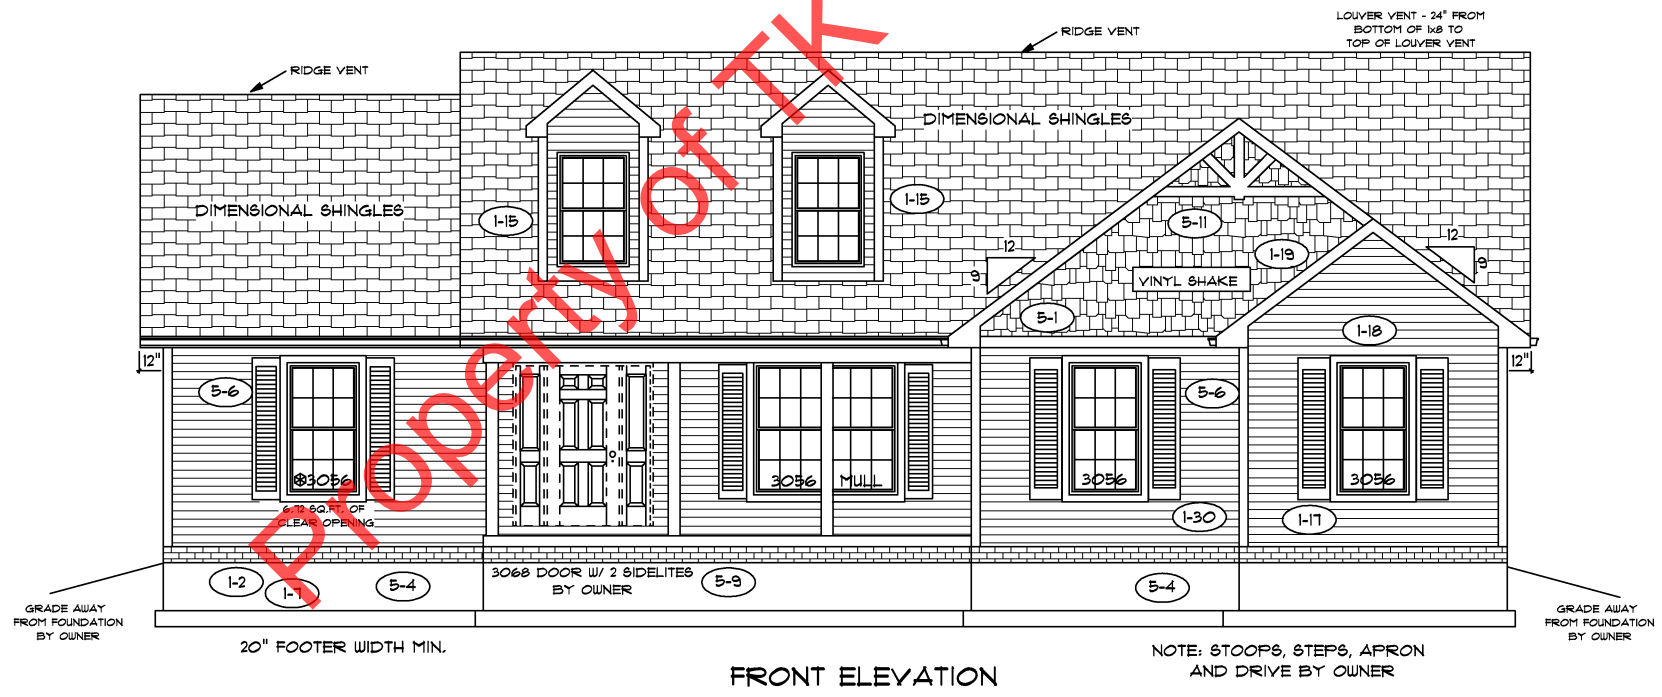 LOUVER VENT - 24" FROM
BOTTOM OF 1x8 TO
TOP OF LOUVER VENT
RIDGE VENT
RIDGE VENT
DIMENSIONAL SHINGLES
DIMENSIONAL SHINGLES
1-15
1-15
5-11
12
12
1-19
9
9
VINYL SHAKE
5-1
1-18
12"
12"
5-6
5-6
3056
3056
MULL
3056
3056
6.72 SQ.FT. OF
CLEAR OPENING
1-30
1-17
3068 DOOR W/ 2 SIDELITES
BY OWNER
1-2
1-7
5-4
5-9
5-4
GRADE AWAY
FROM FOUNDATION
BY OWNER
GRADE AWAY
FROM FOUNDATION
BY OWNER
20" FOOTER WIDTH MIN.
NOTE: STOOPS, STEPS, APRON
AND DRIVE BY OWNER
FRONT ELEVATION
Property of TK